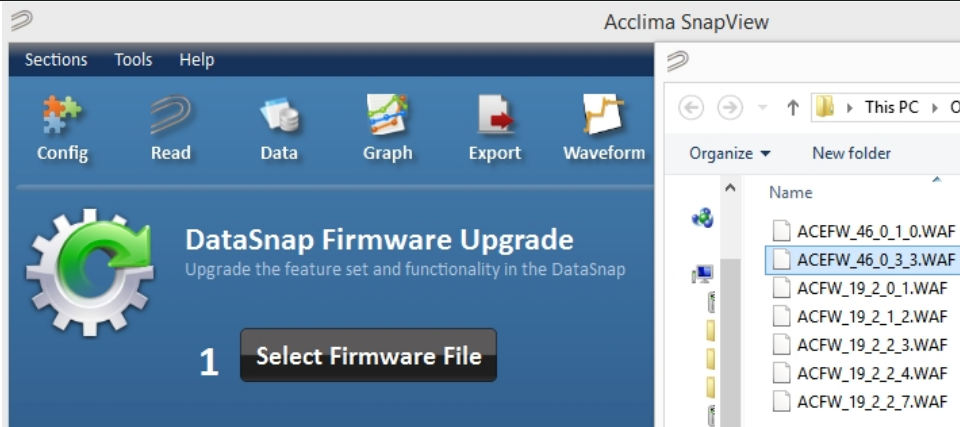 Acclima SnapView
Sections Tools Help
Config Read Data Graph Export Waveform
DataSnap Firmware Upgrade
Upgrade the feature set and functionality in the DataSnap
1 Select Firmware File
This PC
Organize New folder
Name
ACEFW_46_0_1_0.WAF
ACEFW_46_0_3_3.WAF
ACFW_19_2_0_1.WAF
ACFW_19_2_1_2.WAF
ACFW_19_2_2_3.WAF
ACFW_19_2_2_4.WAF
ACFW_19_2_2_7.WAF